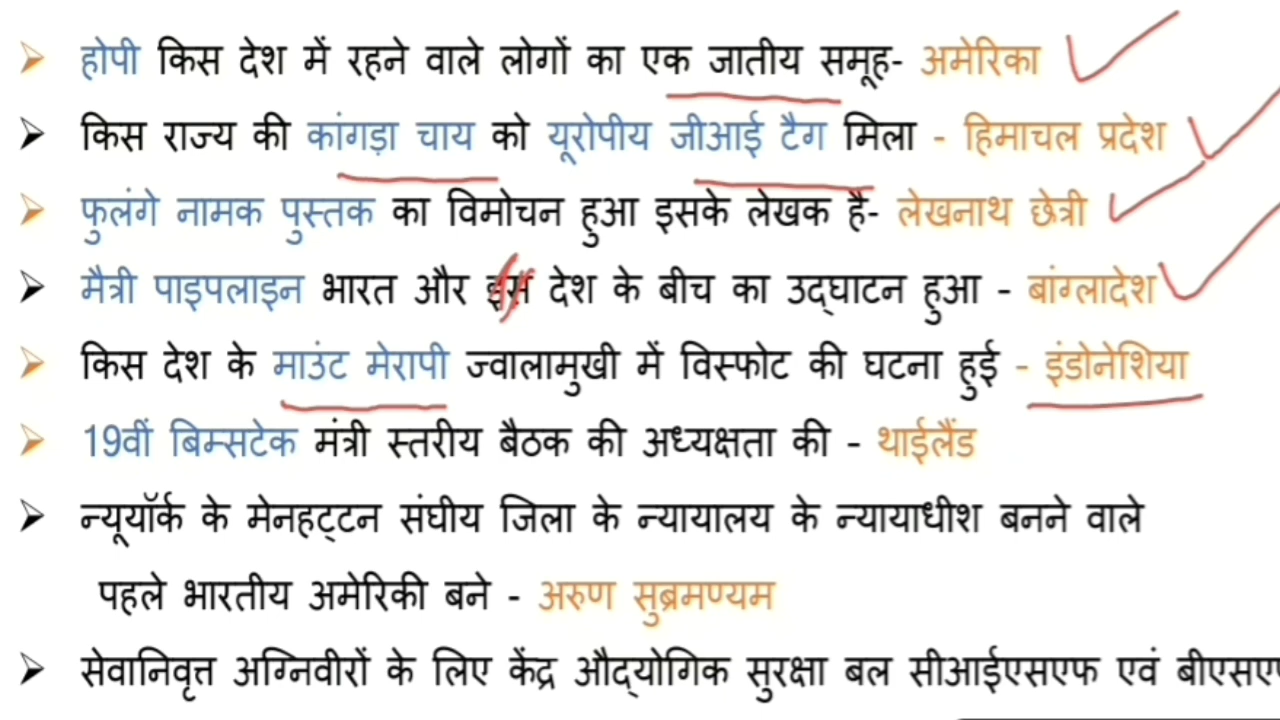 होपी किस देश में रहने वाले लोगों का एक जातीय समूह- अमेरिका
किस राज्य की कांगड़ा चाय को यूरोपीय जीआई टैग मिला - हिमाचल प्रदेश
फुलंगे नामक पुस्तक का विमोचन हुआ इसके लेखक है- लेखनाथ छेत्री
मैत्री पाइपलाइन भारत और इस देश के बीच का उद्घाटन हुआ - बांग्लादेश
किस देश के माउंट मेरापी ज्वालामुखी में विस्फोट की घटना हुई - इंडोनेशिया
19वीं बिम्सटेक मंत्री स्तरीय बैठक की अध्यक्षता की - थाईलैंड
न्यूयॉर्क के मेनहट्टन संघीय जिला के न्यायालय के न्यायाधीश बनने वाले
पहले भारतीय अमेरिकी बने - अरुण सुब्रमण्यम
सेवानिवृत्त अग्निवीरों के लिए केंद्र औद्योगिक सुरक्षा बल सीआईएसएफ एवं